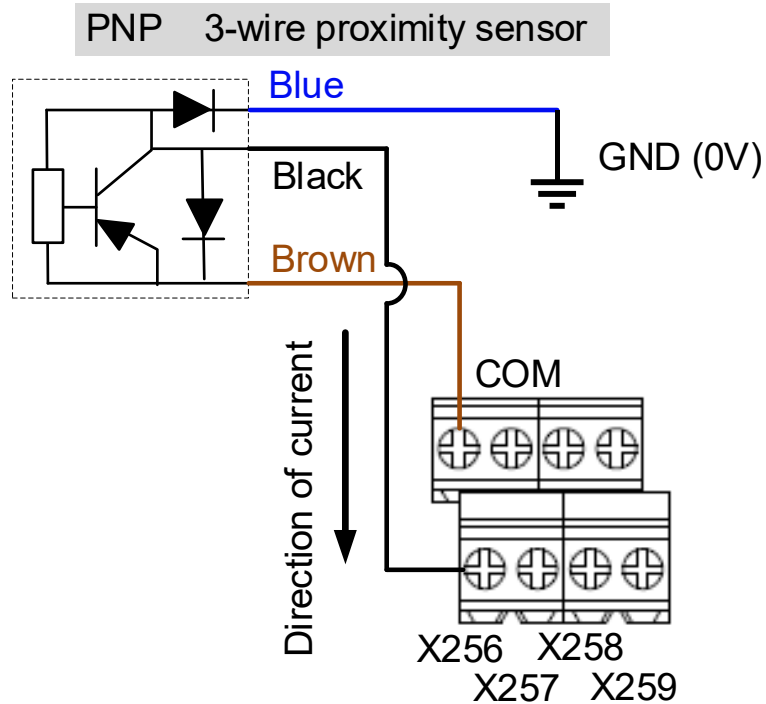 PNP 3-wire proximity sensor
Blue
GND (0V)
Black
Brown
COM
Direction of current
X256 X258
X257 X259